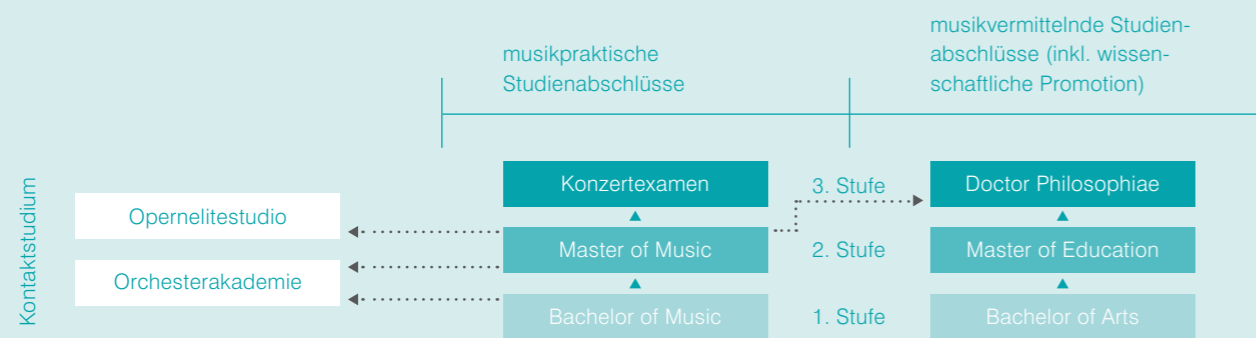 musikpraktische
Studienabschlüsse
musikvermittelnde Studien-
abschlüsse (inkl. wissen-
schaftliche Promotion)
Kontaktstudium
Opernelitestudio
Orchesterakademie
Konzertexamen
3. Stufe
Doctor Philosophiae
Master of Music
2. Stufe
Master of Education
Bachelor of Music
1. Stufe
Bachelor of Arts